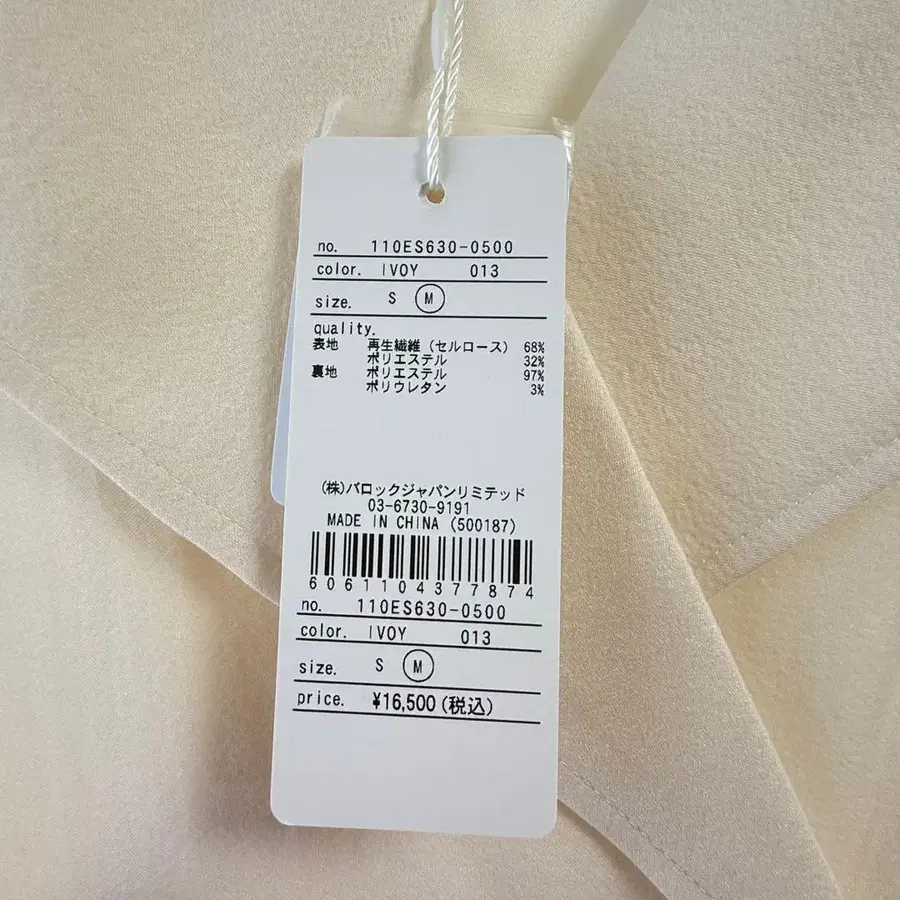 no. 110ES630-0500
color. IVOY 013
size. S M
quality.
表地 再生繊維(セルロース) 68%
ポリエステル 32%
裏地 ポリエステル 97%
ポリウレタン 3%
(株)バロックジャパンリミテッド
03-6730-9191
MADE IN CHINA (500187)
6061104377874
no. 110ES630-0500
color. IVOY 013
size. S M
price. ¥16,500(税込)